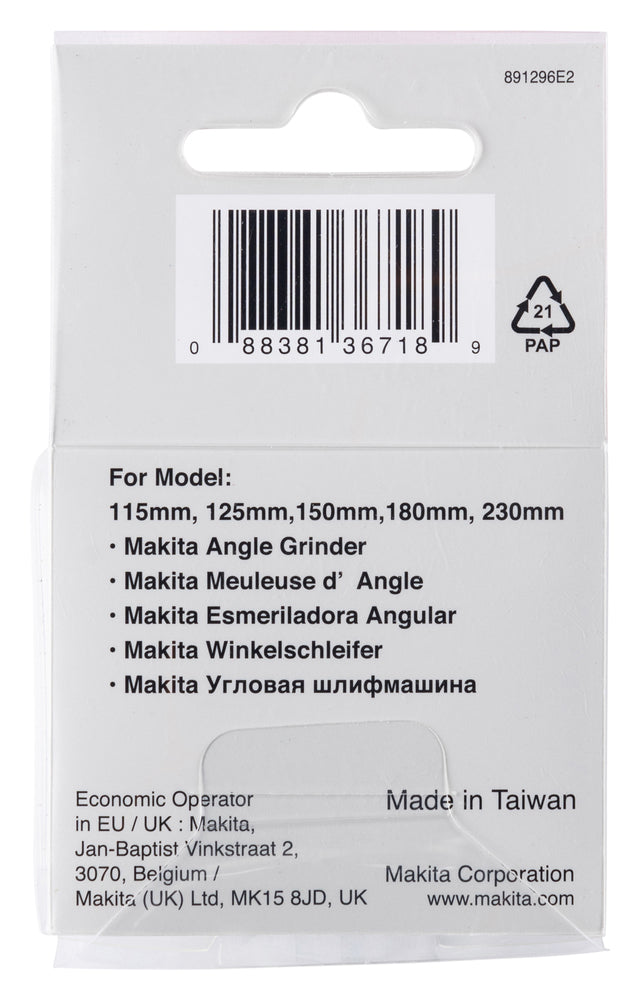 891296E2
0 88381 36718 9
21
PAP
For Model:
115mm, 125mm,150mm,180mm, 230mm
· Makita Angle Grinder
· Makita Meuleuse d’ Angle
· Makita Esmeriladora Angular
· Makita Winkelschleifer
· Makita Угловая шлифмашина
Economic Operator
in EU / UK : Makita,
Jan-Baptist Vinkstraat 2,
3070, Belgium /
Makita (UK) Ltd, MK15 8JD, UK
Made in Taiwan
Makita Corporation
www.makita.com